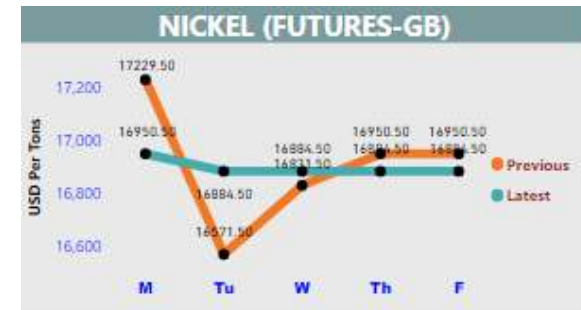 NICKEL (FUTURES-GB)
17229.50
17,200
16950.50
17,000
16884.50
16950.50
16950.50
16831.50
16884.50
16884.50
USD Per Tons
Previous
16,800
16884.50
Latest
16571.50
16,600
M Tu W Th F